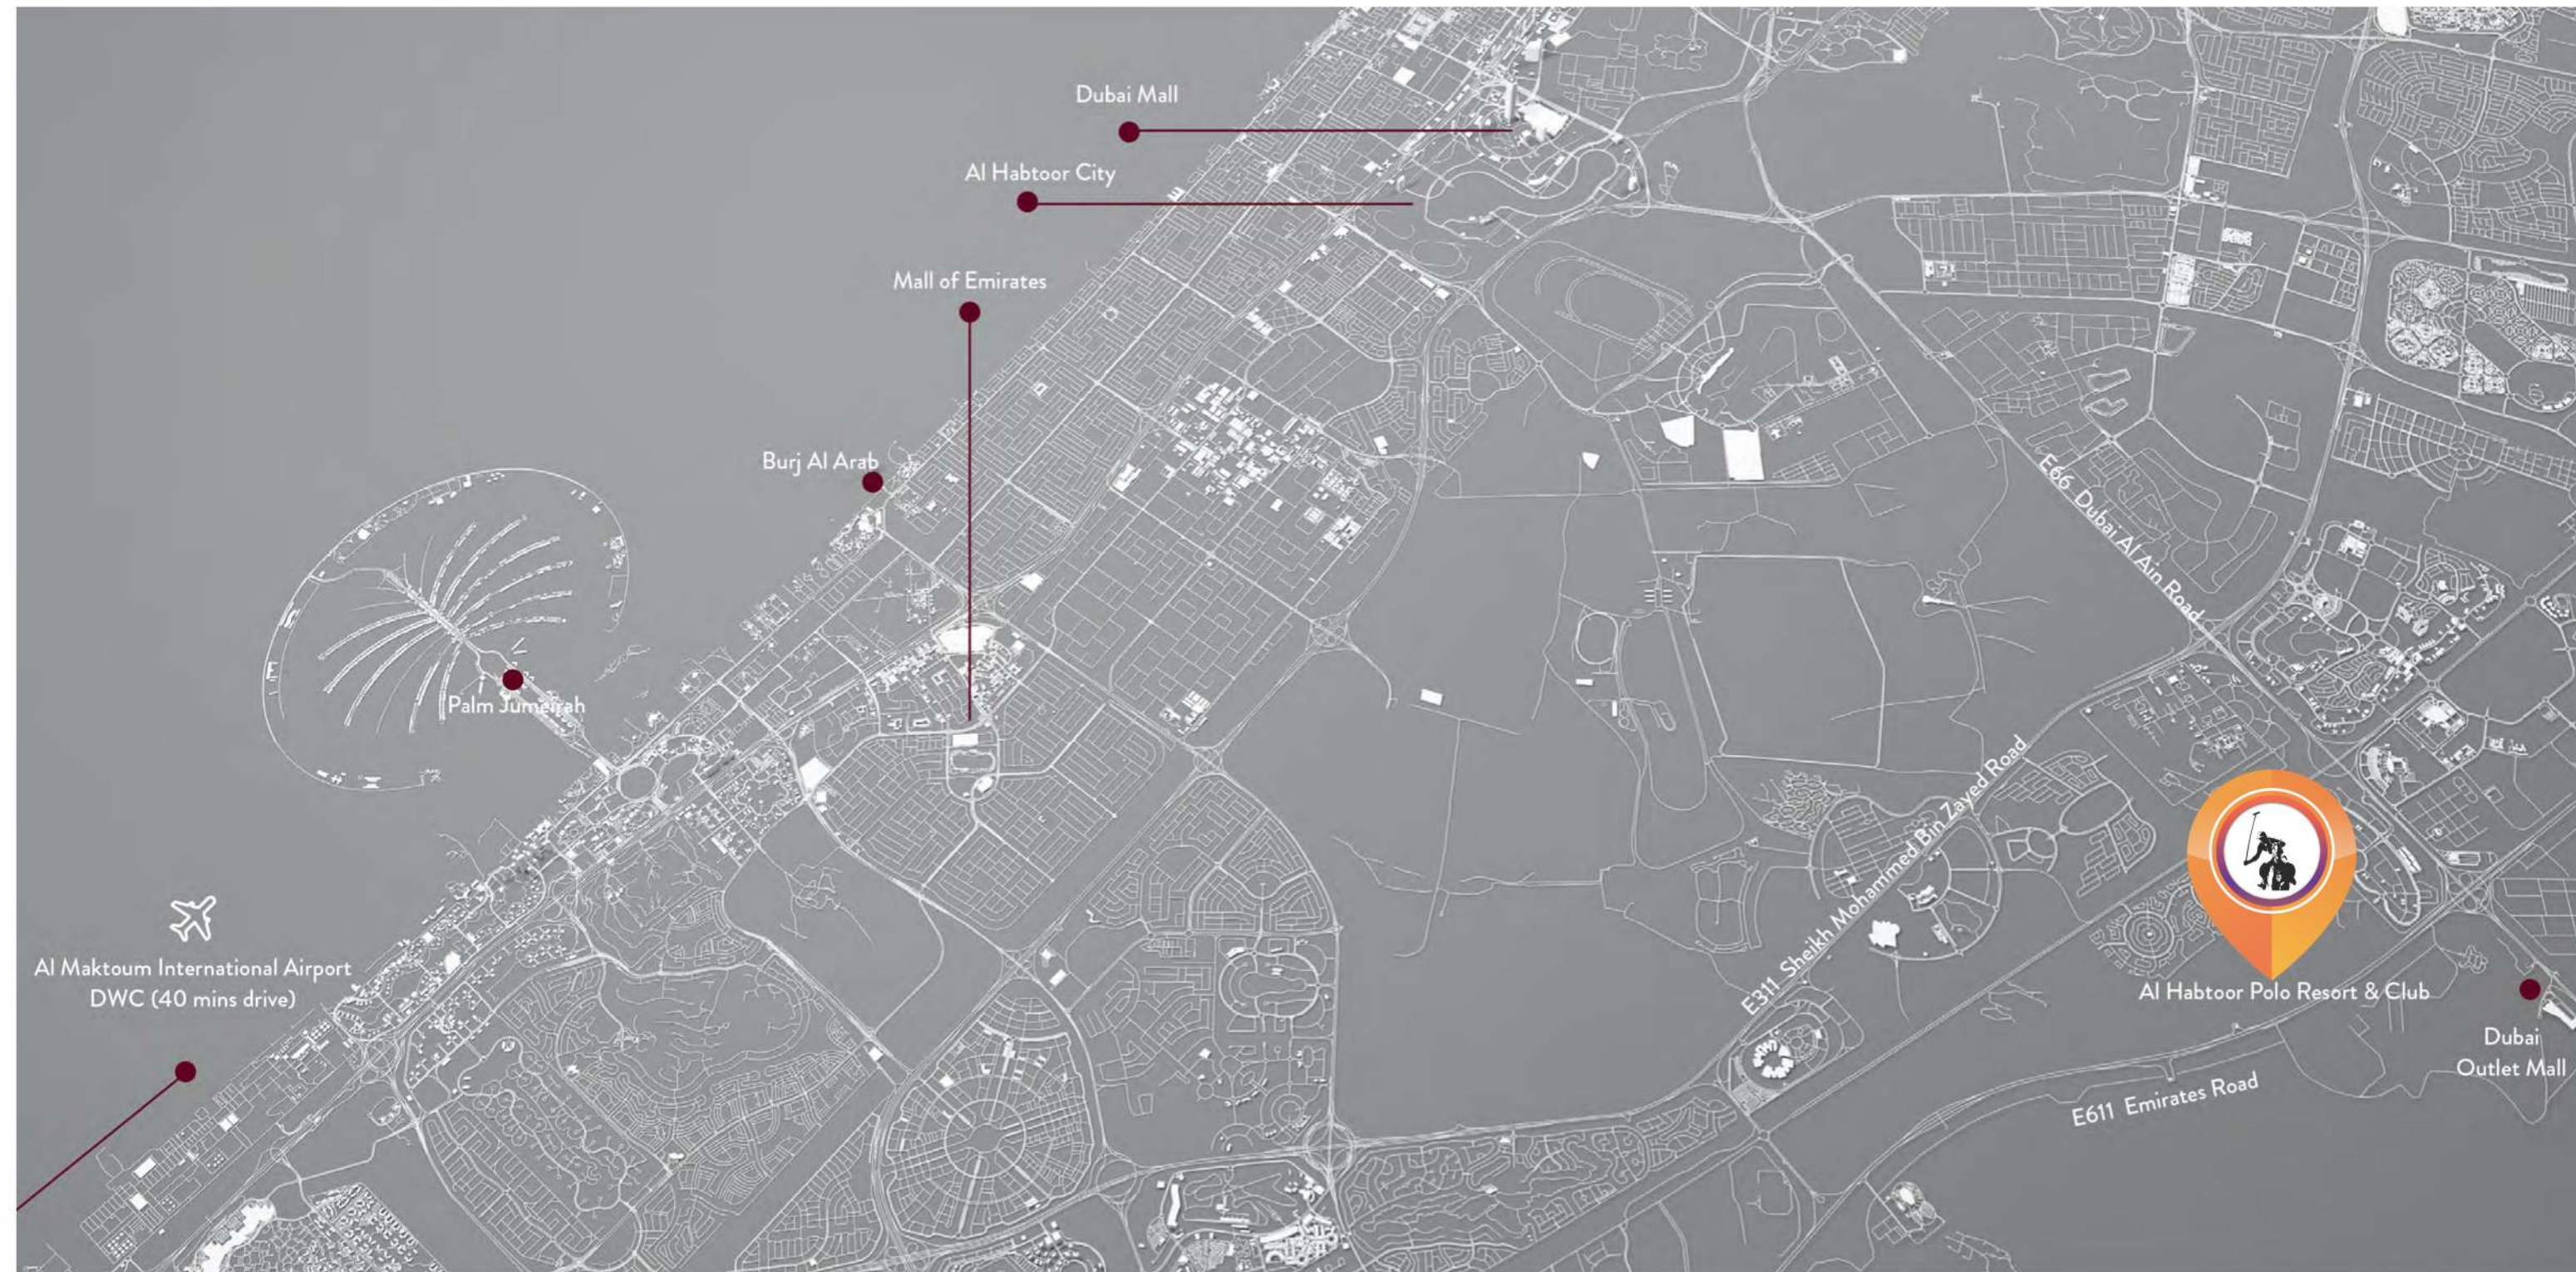 Dubai Mall
Al Habtoor City
Mall of Emirates
Burj Al Arab
E66 Dubai Al Ain Road
Palm Jumeirah
E311 Sheikh Mohammed Bin Zayed Road
Al Maktoum International Airport
DWC (40 mins drive)
Al Habtoor Polo Resort & Club
Dubai
Outlet Mall
E611 Emirates Road